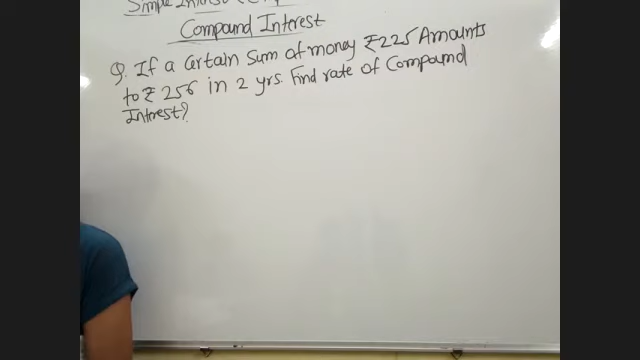 Simple Interest
Compound Interest
Q. If a Certain Sum of money ₹225 Amounts
to ₹256 in 2 yrs. Find rate of Compound
Interest?